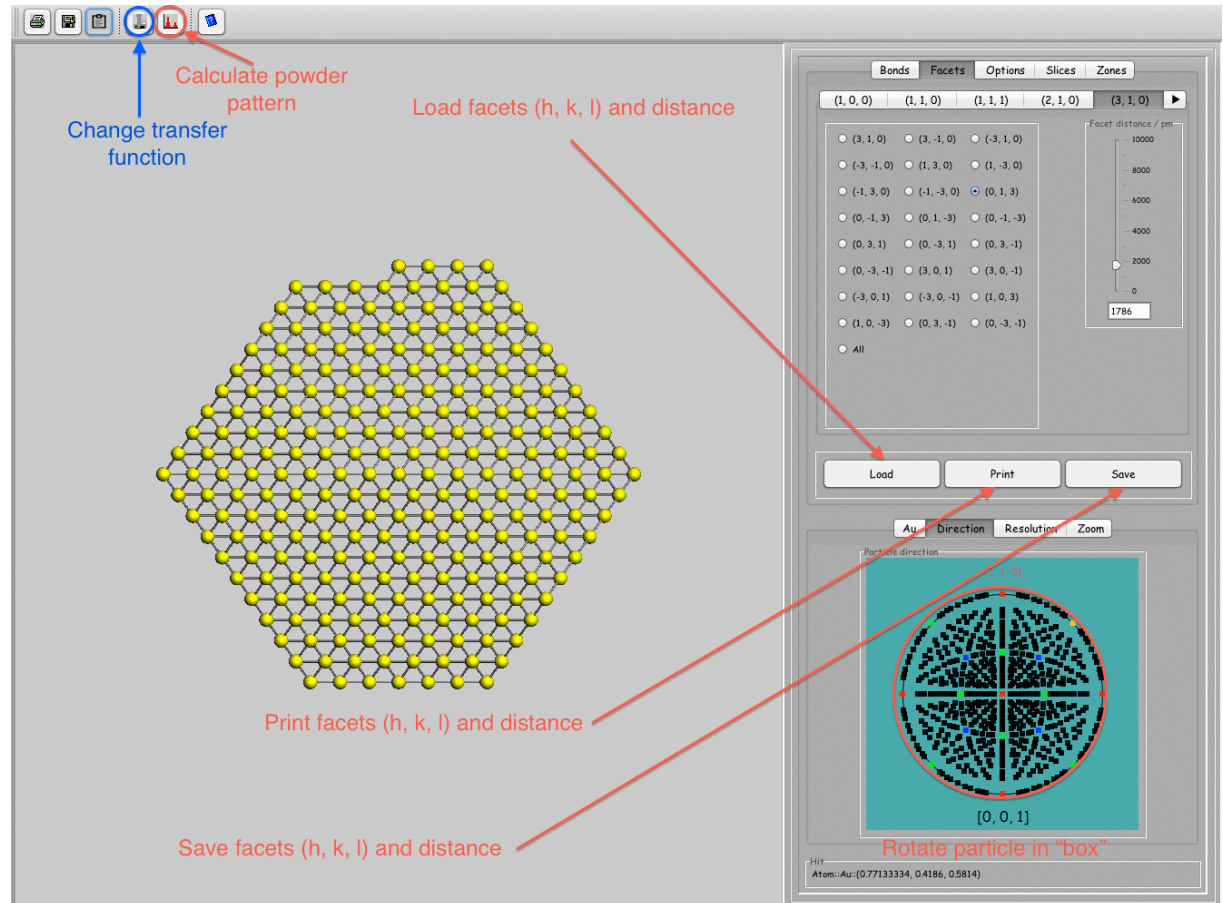 Calculate powder
pattern
Change transfer
function
Load facets (h, k, l) and distance
Bonds Facets Options Slices Zones
(1, 0, 0) (1, 1, 0) (1, 1, 1) (2, 1, 0) (3, 1, 0)
Facet distance / pm
(3, 1, 0) (3, -1, 0) (-3, 1, 0)
(-3, -1, 0) (1, 3, 0) (1, -3, 0)
(-1, 3, 0) (-1, -3, 0) (0, 1, 3)
(0, -1, 3) (0, 1, -3) (0, -1, -3)
(0, 3, 1) (0, -3, 1) (0, 3, -1)
(0, -3, -1) (3, 0, 1) (3, 0, -1)
(-3, 0, 1) (-3, 0, -1) (1, 0, 3)
(1, 0, -3) (0, 3, -1) (0, -3, -1)
All
10000
8000
6000
4000
2000
0
1786
Load Print Save
Au Direction Resolution Zoom
Particle direction
1, 0]
[0, 0, 1]
Print facets (h, k, l) and distance
Save facets (h, k, l) and distance
Rotate particle in "box"
Hit
Atom::Au::(0.77133334, 0.4186, 0.5814)